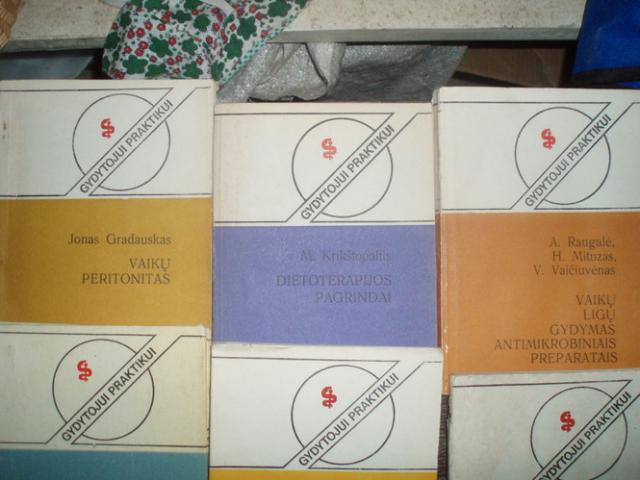 GYDYTOJUI PRAKTIKUI
Jonas Gradauskas
VAIKŲ
PERITONITAS
GYDYTOJUI PRAKTIKUI
M. Krikštopaitis
DIETOTERAPIJOS
PAGRINDAI
GYDYTOJUI PRAKTIKUI
A. Raugalė,
H. Mituzas,
V. Vaičiuvėnas
VAIKŲ
LIGŲ
GYDYMAS
ANTIMIKROBINIAIS
PREPARATAIS
GYDYTOJUI PRAKTIKUI
GYDYTOJUI PRAKTIKUI
GYDYTOJUI PRAKTIKUI